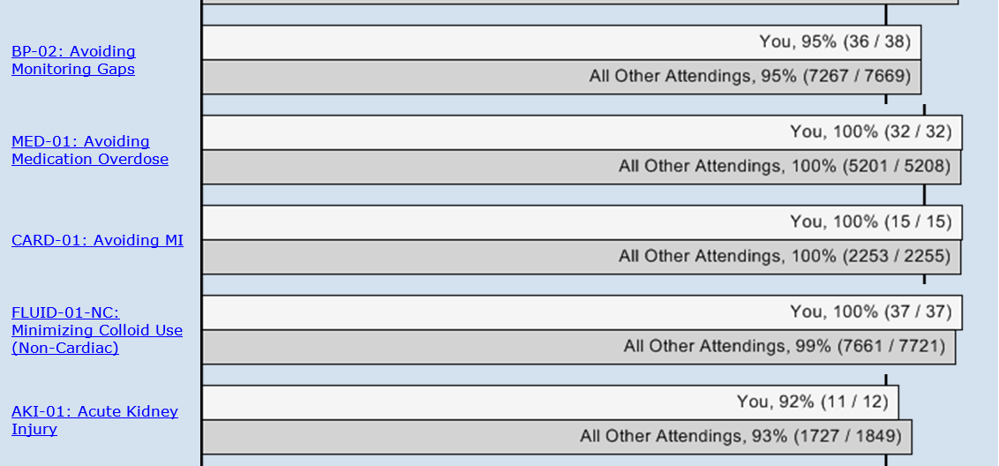 BP-02: Avoiding
Monitoring Gaps
You, 95% (36 / 38)
All Other Attendings, 95% (7267 / 7669)
MED-01: Avoiding
Medication Overdose
You, 100% (32 / 32)
All Other Attendings, 100% (5201 / 5208)
CARD-01: Avoiding MI
You, 100% (15 / 15)
All Other Attendings, 100% (2253 / 2255)
FLUID-01-NC:
Minimizing Colloid Use
(Non-Cardiac)
You, 100% (37 / 37)
All Other Attendings, 99% (7661 / 7721)
AKI-01: Acute Kidney
Injury
You, 92% (11 / 12)
All Other Attendings, 93% (1727 / 1849)